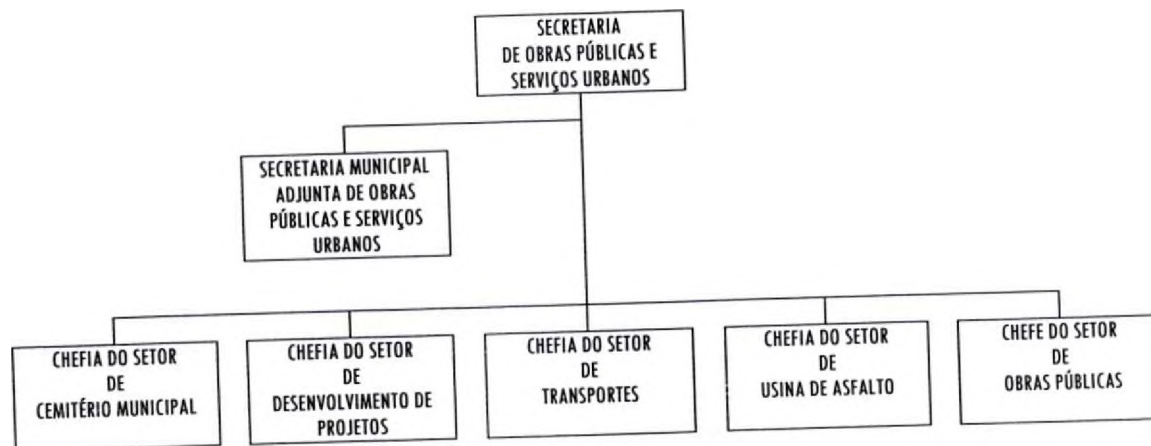 SECRETARIA
DE OBRAS PÚBLICAS E
SERVIÇOS URBANOS
SECRETARIA MUNICIPAL
ADJUNTA DE OBRAS
PÚBLICAS E SERVIÇOS
URBANOS
CHEFIA DO SETOR
DE
CEMITÉRIO MUNICIPAL
CHEFIA DO SETOR
DE
DESENVOLVIMENTO DE
PROJETOS
CHEFIA DO SETOR
DE
TRANSPORTES
CHEFIA DO SETOR
DE
USINA DE ASFALTO
CHEFE DO SETOR
DE
OBRAS PÚBLICAS